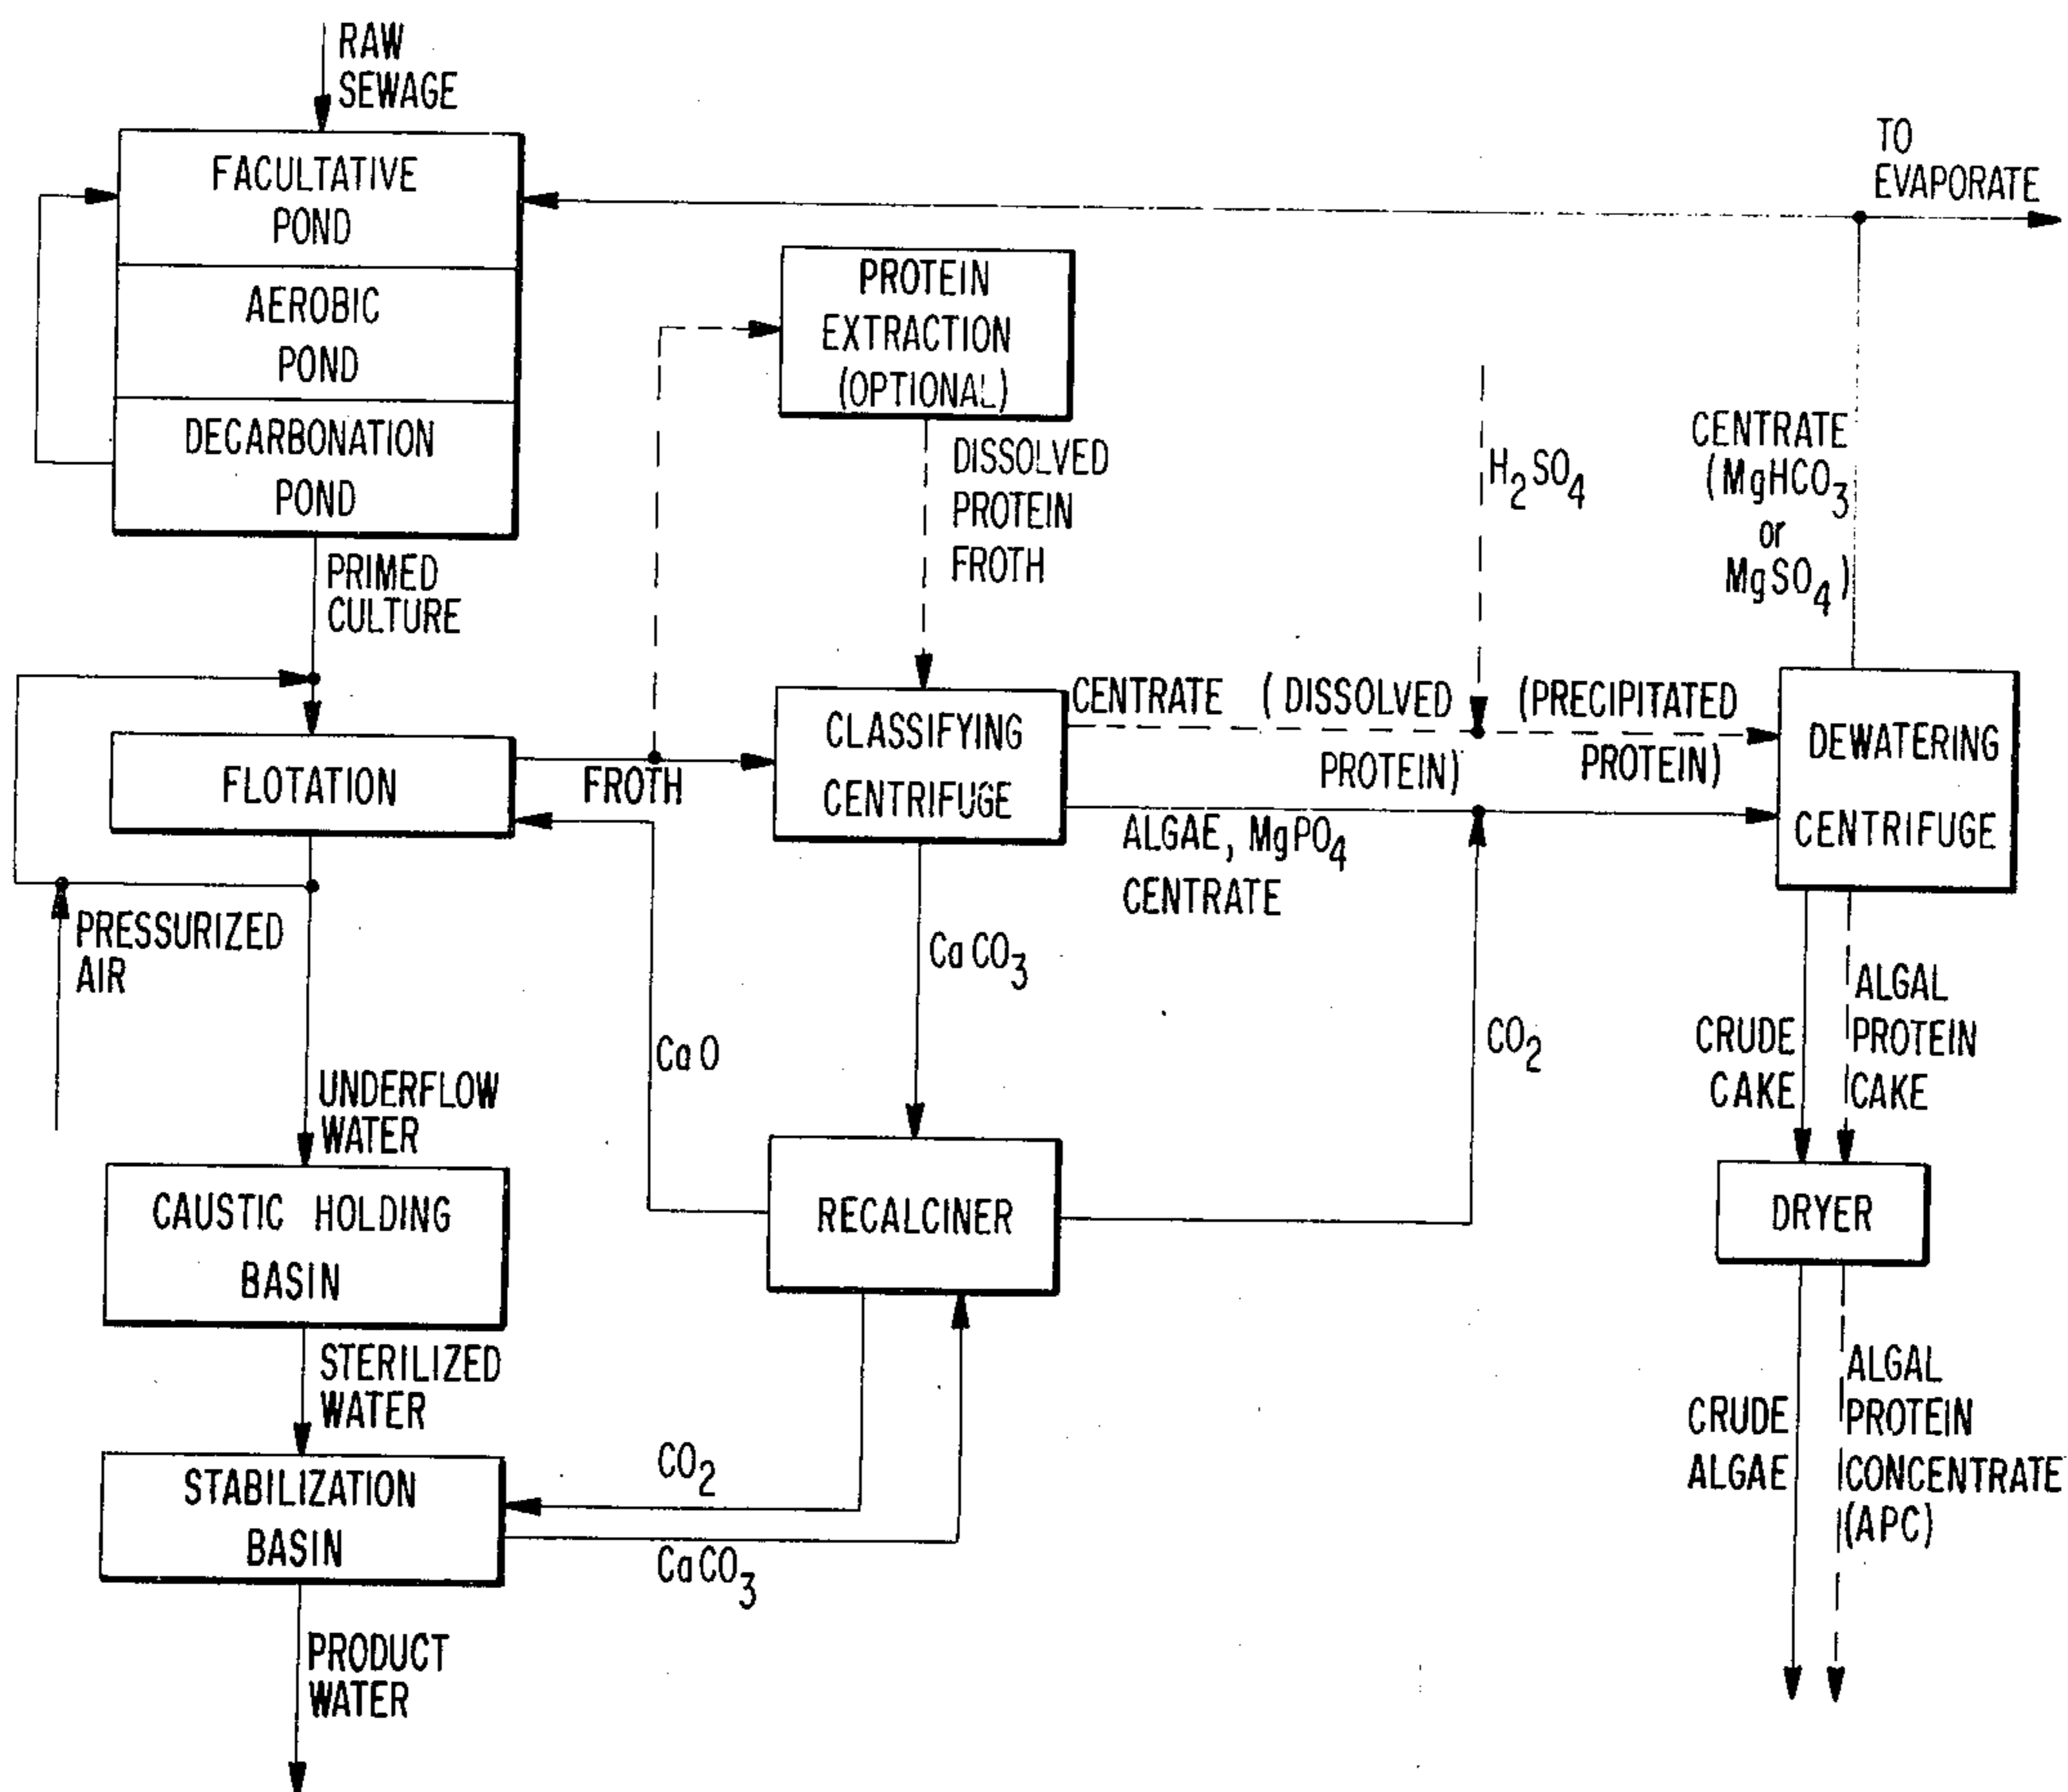 RAW
SEWAGE
TO
EVAPORATE
FACULTATIVE
POND
AEROBIC
POND
DECARBONATION
POND
PROTEIN
EXTRACTION
(OPTIONAL)
DISSOLVED
PROTEIN
FROTH
H₂SO₄
CENTRATE
(MgHCO₃
or
MgSO₄)
PRIMED
CULTURE
FLOTATION
FROTH
CLASSIFYING
CENTRIFUGE
CENTRATE (DISSOLVED
PROTEIN)
(PRECIPITATED
PROTEIN)
ALGAE, MgPO₄
CENTRATE
DEWATERING
CENTRIFUGE
PRESSURIZED
AIR
CaCO₃
CaO
CO₂
CRUDE
CAKE
ALGAL
PROTEIN
CAKE
UNDERFLOW
WATER
CAUSTIC HOLDING
BASIN
RECALCINER
DRYER
STERILIZED
WATER
STABILIZATION
BASIN
CO₂
CaCO₃
CRUDE
ALGAE
ALGAL
PROTEIN
CONCENTRATE
(APC)
PRODUCT
WATER